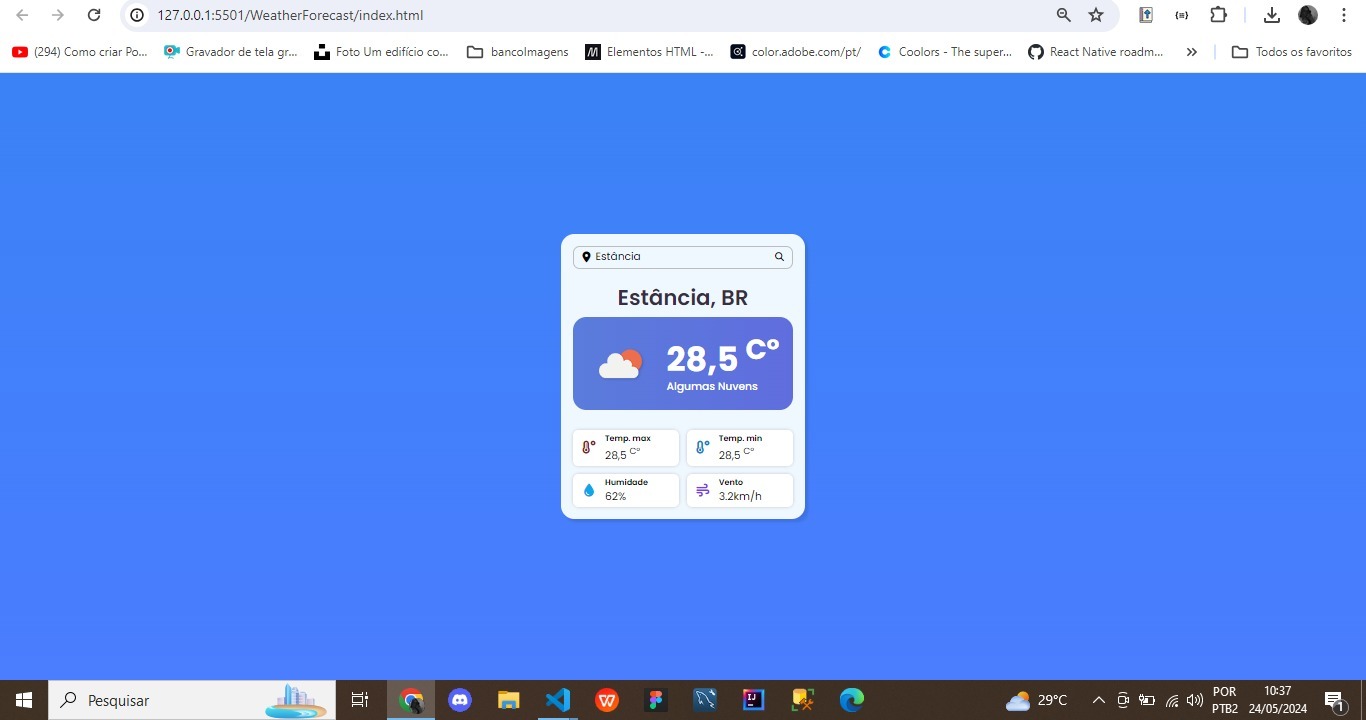 127.0.0.1:5501/WeatherForecast/index.html
(294) Como criar Po...
Gravador de tela gr...
Foto Um edifício co...
bancoImagens
Elementos HTML -...
color.adobe.com/pt/
Coolors - The super...
React Native roadm...
Todos os favoritos
Estância
Estância, BR
28,5 Cº
Algumas Nuvens
Temp. max
28,5 Cº
Temp. min
28,5 Cº
Humidade
62%
Vento
3.2km/h
Pesquisar
29°C
POR
PTB2
10:37
24/05/2024
1